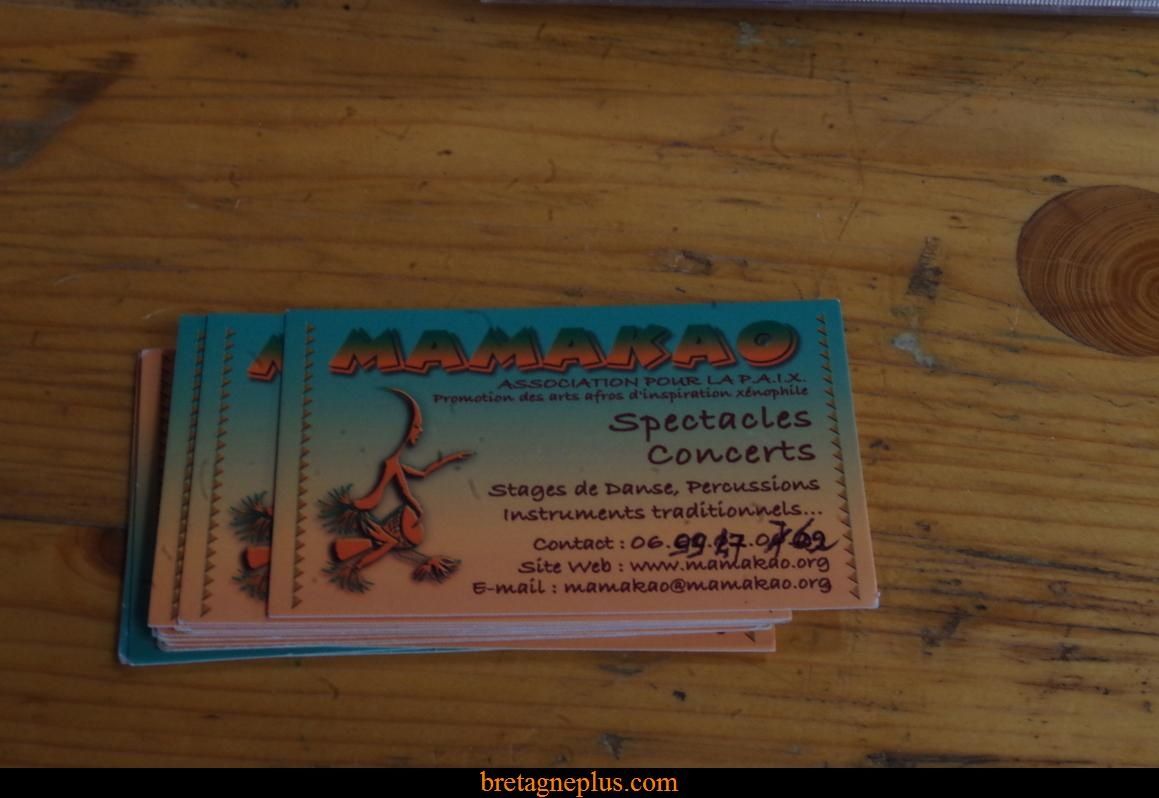 MAMAKAO
ASSOCIATION POUR LA P.A.I.X.
Promotion des arts afros d'inspiration xénophile
Spectacles
Concerts
Stages de Danse, Percussions
Instruments traditionnels...
Contact : 06.
Site Web : www.mamakao.org
E-mail : mamakao@mamakao.org
bretagneplus.com